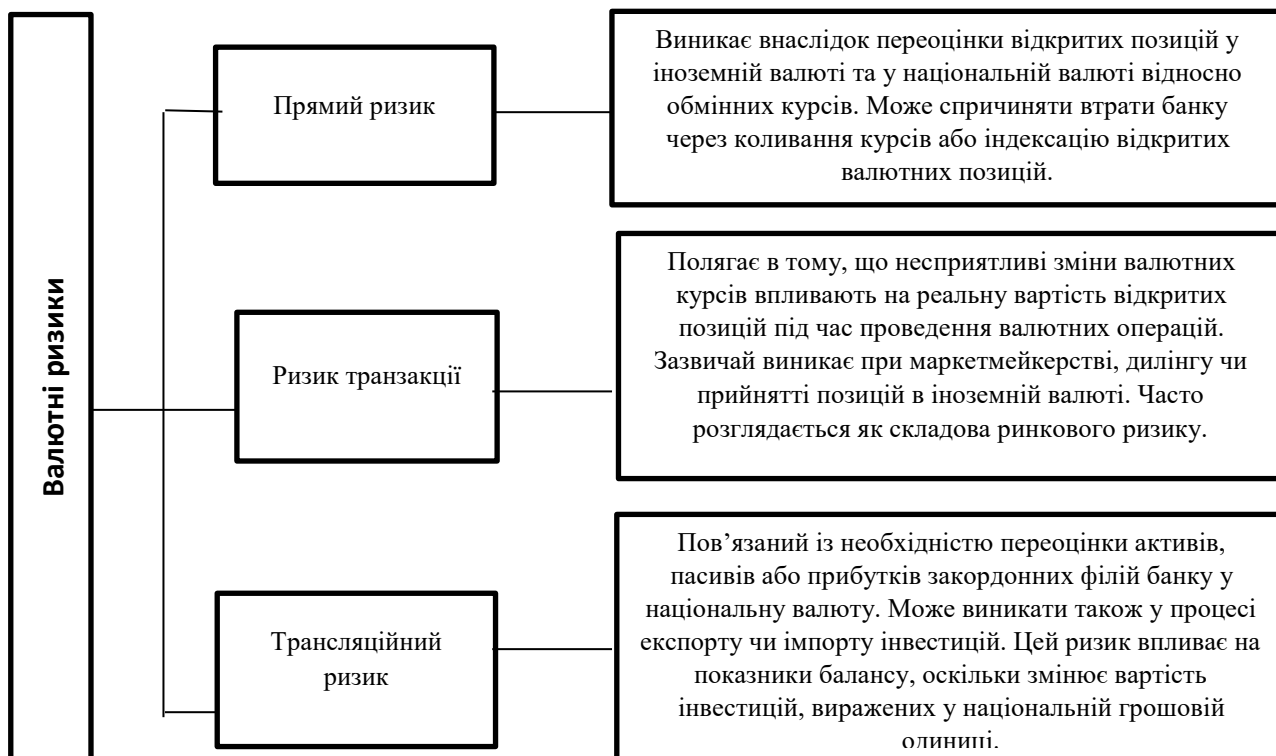 Валютні ризики
Прямий ризик
Виникає внаслідок переоцінки відкритих позицій у
іноземній валюті та у національній валюті відносно
обмінних курсів. Може спричиняти втрати банку
через коливання курсів або індексацію відкритих
валютних позицій.
Ризик транзакції
Полягає в тому, що несприятливі зміни валютних
курсів впливають на реальну вартість відкритих
позицій під час проведення валютних операцій.
Зазвичай виникає при маркетмейкерстві, дилінгу чи
прийнятті позицій в іноземній валюті. Часто
розглядається як складова ринкового ризику.
Трансляційний
ризик
Пов’язаний із необхідністю переоцінки активів,
пасивів або прибутків закордонних філій банку у
національну валюту. Може виникати також у процесі
експорту чи імпорту інвестицій. Цей ризик впливає на
показники балансу, оскільки змінює вартість
інвестицій, виражених у національній грошовій
одиниці.